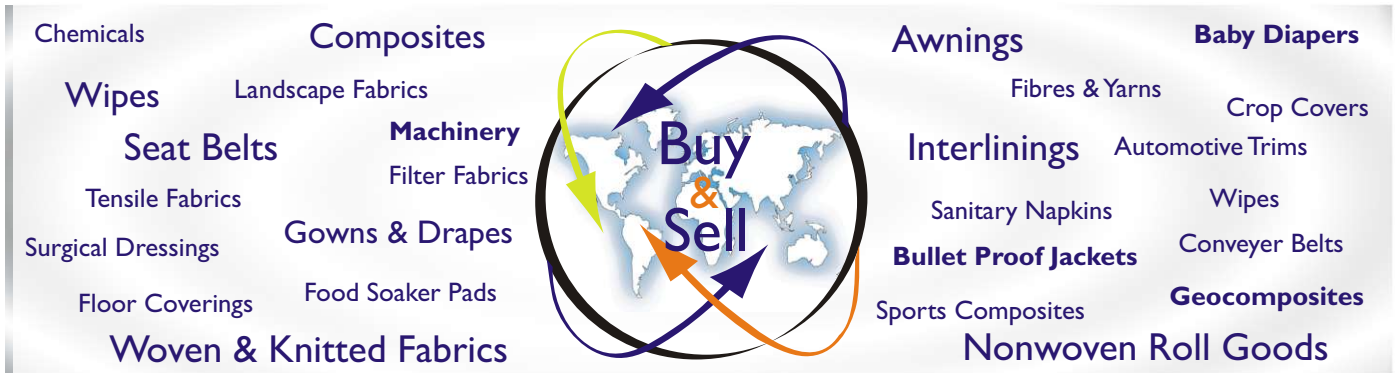 Chemicals
Composites
Wipes
Landscape Fabrics
Machinery
Seat Belts
Filter Fabrics
Tensile Fabrics
Gowns & Drapes
Surgical Dressings
Food Soaker Pads
Floor Coverings
Woven & Knitted Fabrics
Buy
&
Sell
Awnings
Baby Diapers
Fibres & Yarns
Crop Covers
Interlinings
Automotive Trims
Wipes
Sanitary Napkins
Conveyer Belts
Bullet Proof Jackets
Geocomposites
Sports Composites
Nonwoven Roll Goods